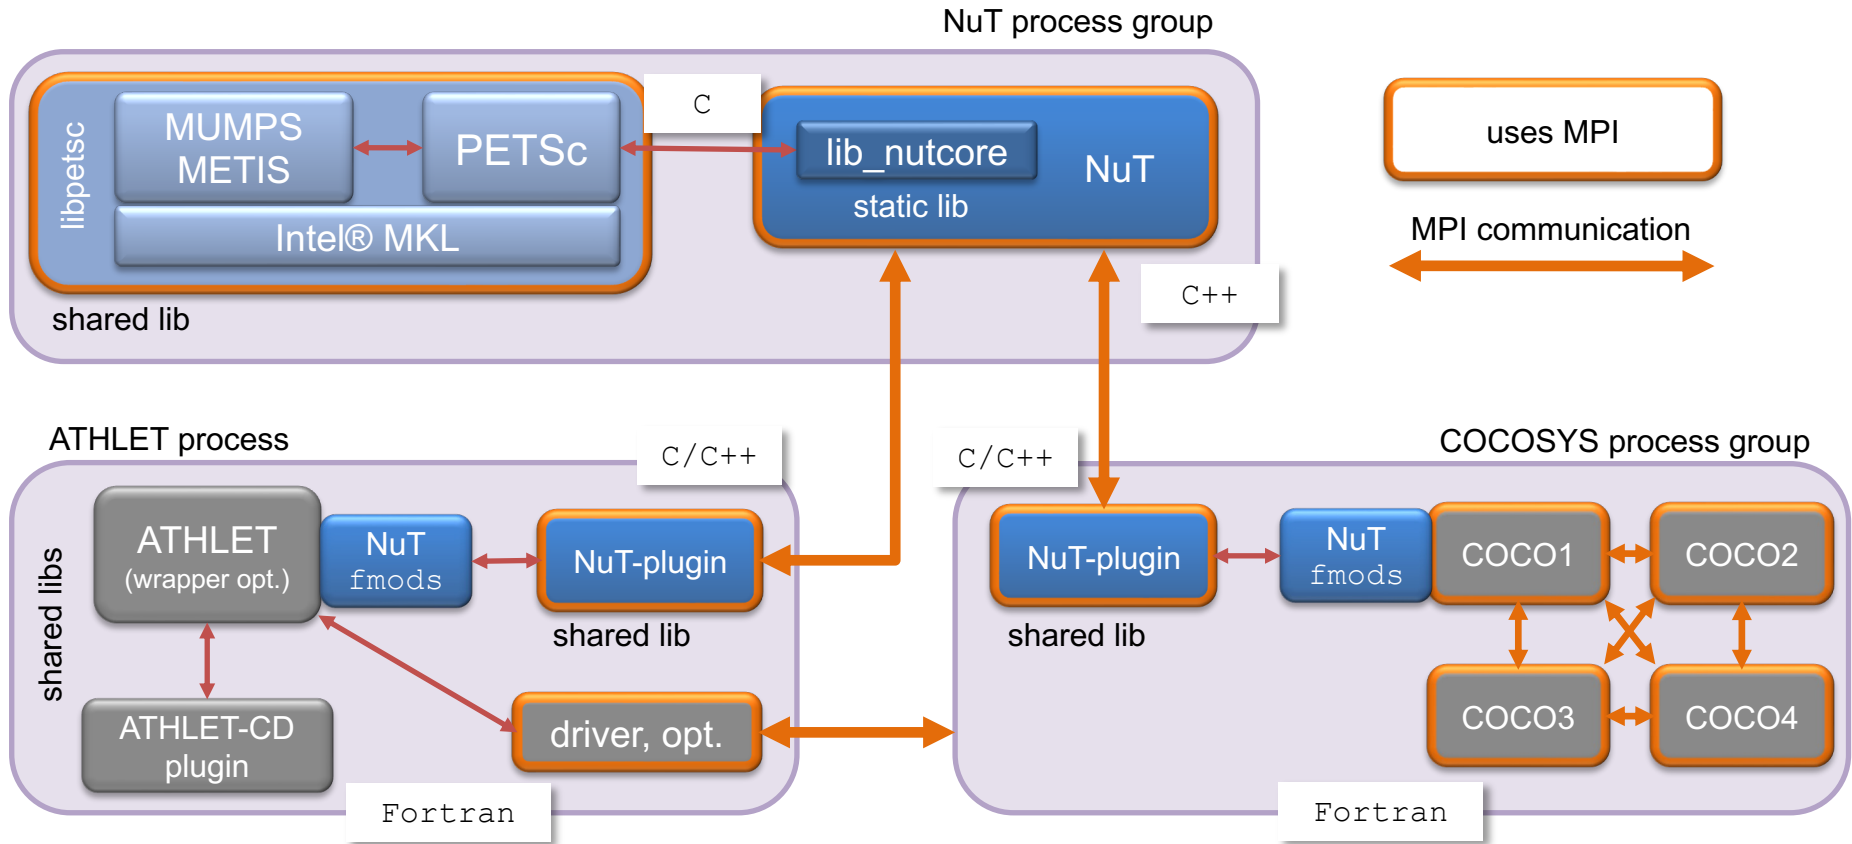 NuT process group
libpetsc
MUMPS
METIS
PETSc
Intel® MKL
shared lib
C
lib_nutcore
static lib
NuT
C++
uses MPI
MPI communication
ATHLET process
C/C++
shared libs
ATHLET
(wrapper opt.)
NuT
fmods
NuT-plugin
shared lib
ATHLET-CD
plugin
driver, opt.
Fortran
COCOSYS process group
C/C++
NuT-plugin
shared lib
NuT
fmods
COCO1
COCO2
COCO3
COCO4
Fortran